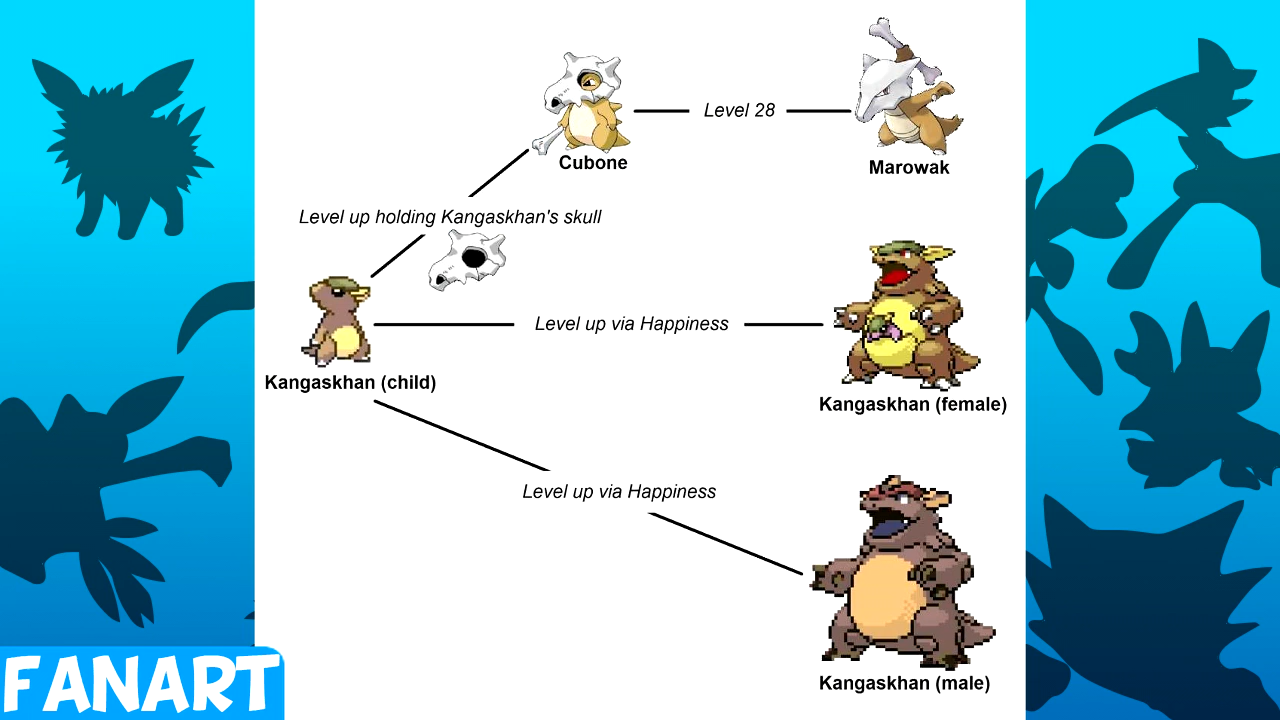 Level 28
Cubone
Marowak
Level up holding Kangaskhan's skull
Level up via Happiness
Kangaskhan (child)
Kangaskhan (female)
Level up via Happiness
FANART
Kangaskhan (male)